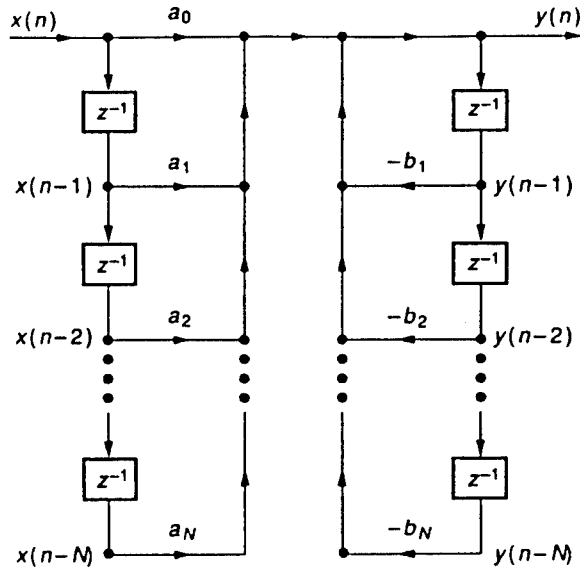 x(n) a₀ y(n)
z⁻¹ z⁻¹
x(n−1) a₁ −b₁ y(n−1)
z⁻¹ z⁻¹
x(n−2) a₂ −b₂ y(n−2)
z⁻¹ z⁻¹
x(n−N) a_N −b_N y(n−N)